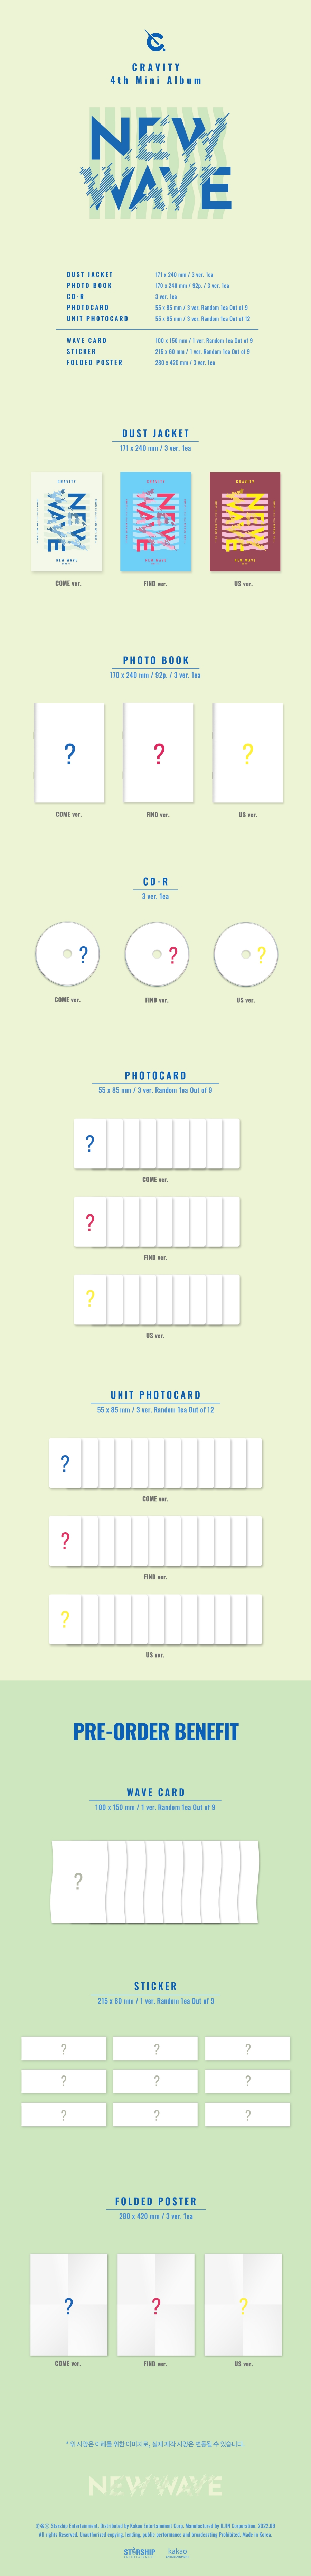 CRAVITY
4th Mini Album
NEW
WAVE
DUST JACKET 171 x 240 mm / 3 ver. 1ea
PHOTO BOOK 170 x 240 mm / 92p. / 3 ver. 1ea
CD-R 3 ver. 1ea
PHOTOCARD 55 x 85 mm / 3 ver. Random 1ea Out of 9
UNIT PHOTOCARD 55 x 85 mm / 3 ver. Random 1ea Out of 12
WAVE CARD 100 x 150 mm / 1 ver. Random 1ea Out of 9
STICKER 215 x 60 mm / 1 ver. Random 1ea Out of 9
FOLDED POSTER 280 x 420 mm / 3 ver. 1ea
DUST JACKET
171 x 240 mm / 3 ver. 1ea
CRAVITY CRAVITY CRAVITY
NEW WAVE NEW WAVE NEW WAVE
NEW WAVE NEW WAVE NEW WAVE
COME ver. FIND ver. US ver.
PHOTO BOOK
170 x 240 mm / 92p. / 3 ver. 1ea
? ? ?
COME ver. FIND ver. US ver.
CD-R
3 ver. 1ea
? ? ?
COME ver. FIND ver. US ver.
PHOTOCARD
55 x 85 mm / 3 ver. Random 1ea Out of 9
?
COME ver.
?
FIND ver.
?
US ver.
UNIT PHOTOCARD
55 x 85 mm / 3 ver. Random 1ea Out of 12
?
COME ver.
?
FIND ver.
?
US ver.
PRE-ORDER BENEFIT
WAVE CARD
100 x 150 mm / 1 ver. Random 1ea Out of 9
?
STICKER
215 x 60 mm / 1 ver. Random 1ea Out of 9
? ? ?
? ? ?
? ? ?
FOLDED POSTER
280 x 420 mm / 3 ver. 1ea
? ? ?
COME ver. FIND ver. US ver.
* 위 사양은 이해를 위한 이미지로, 실제 제작 사양은 변동될 수 있습니다.
NEW WAVE
Ⓟ&ⓒ Starship Entertainment. Distributed by Kakao Entertainment Corp. Manufactured by ILJIN Corporation. 2022.09
All rights Reserved. Unauthorized copying, lending, public performance and broadcasting Prohibited. Made in Korea.
STARSHIP ENTERTAINMENT kakao ENTERTAINMENT